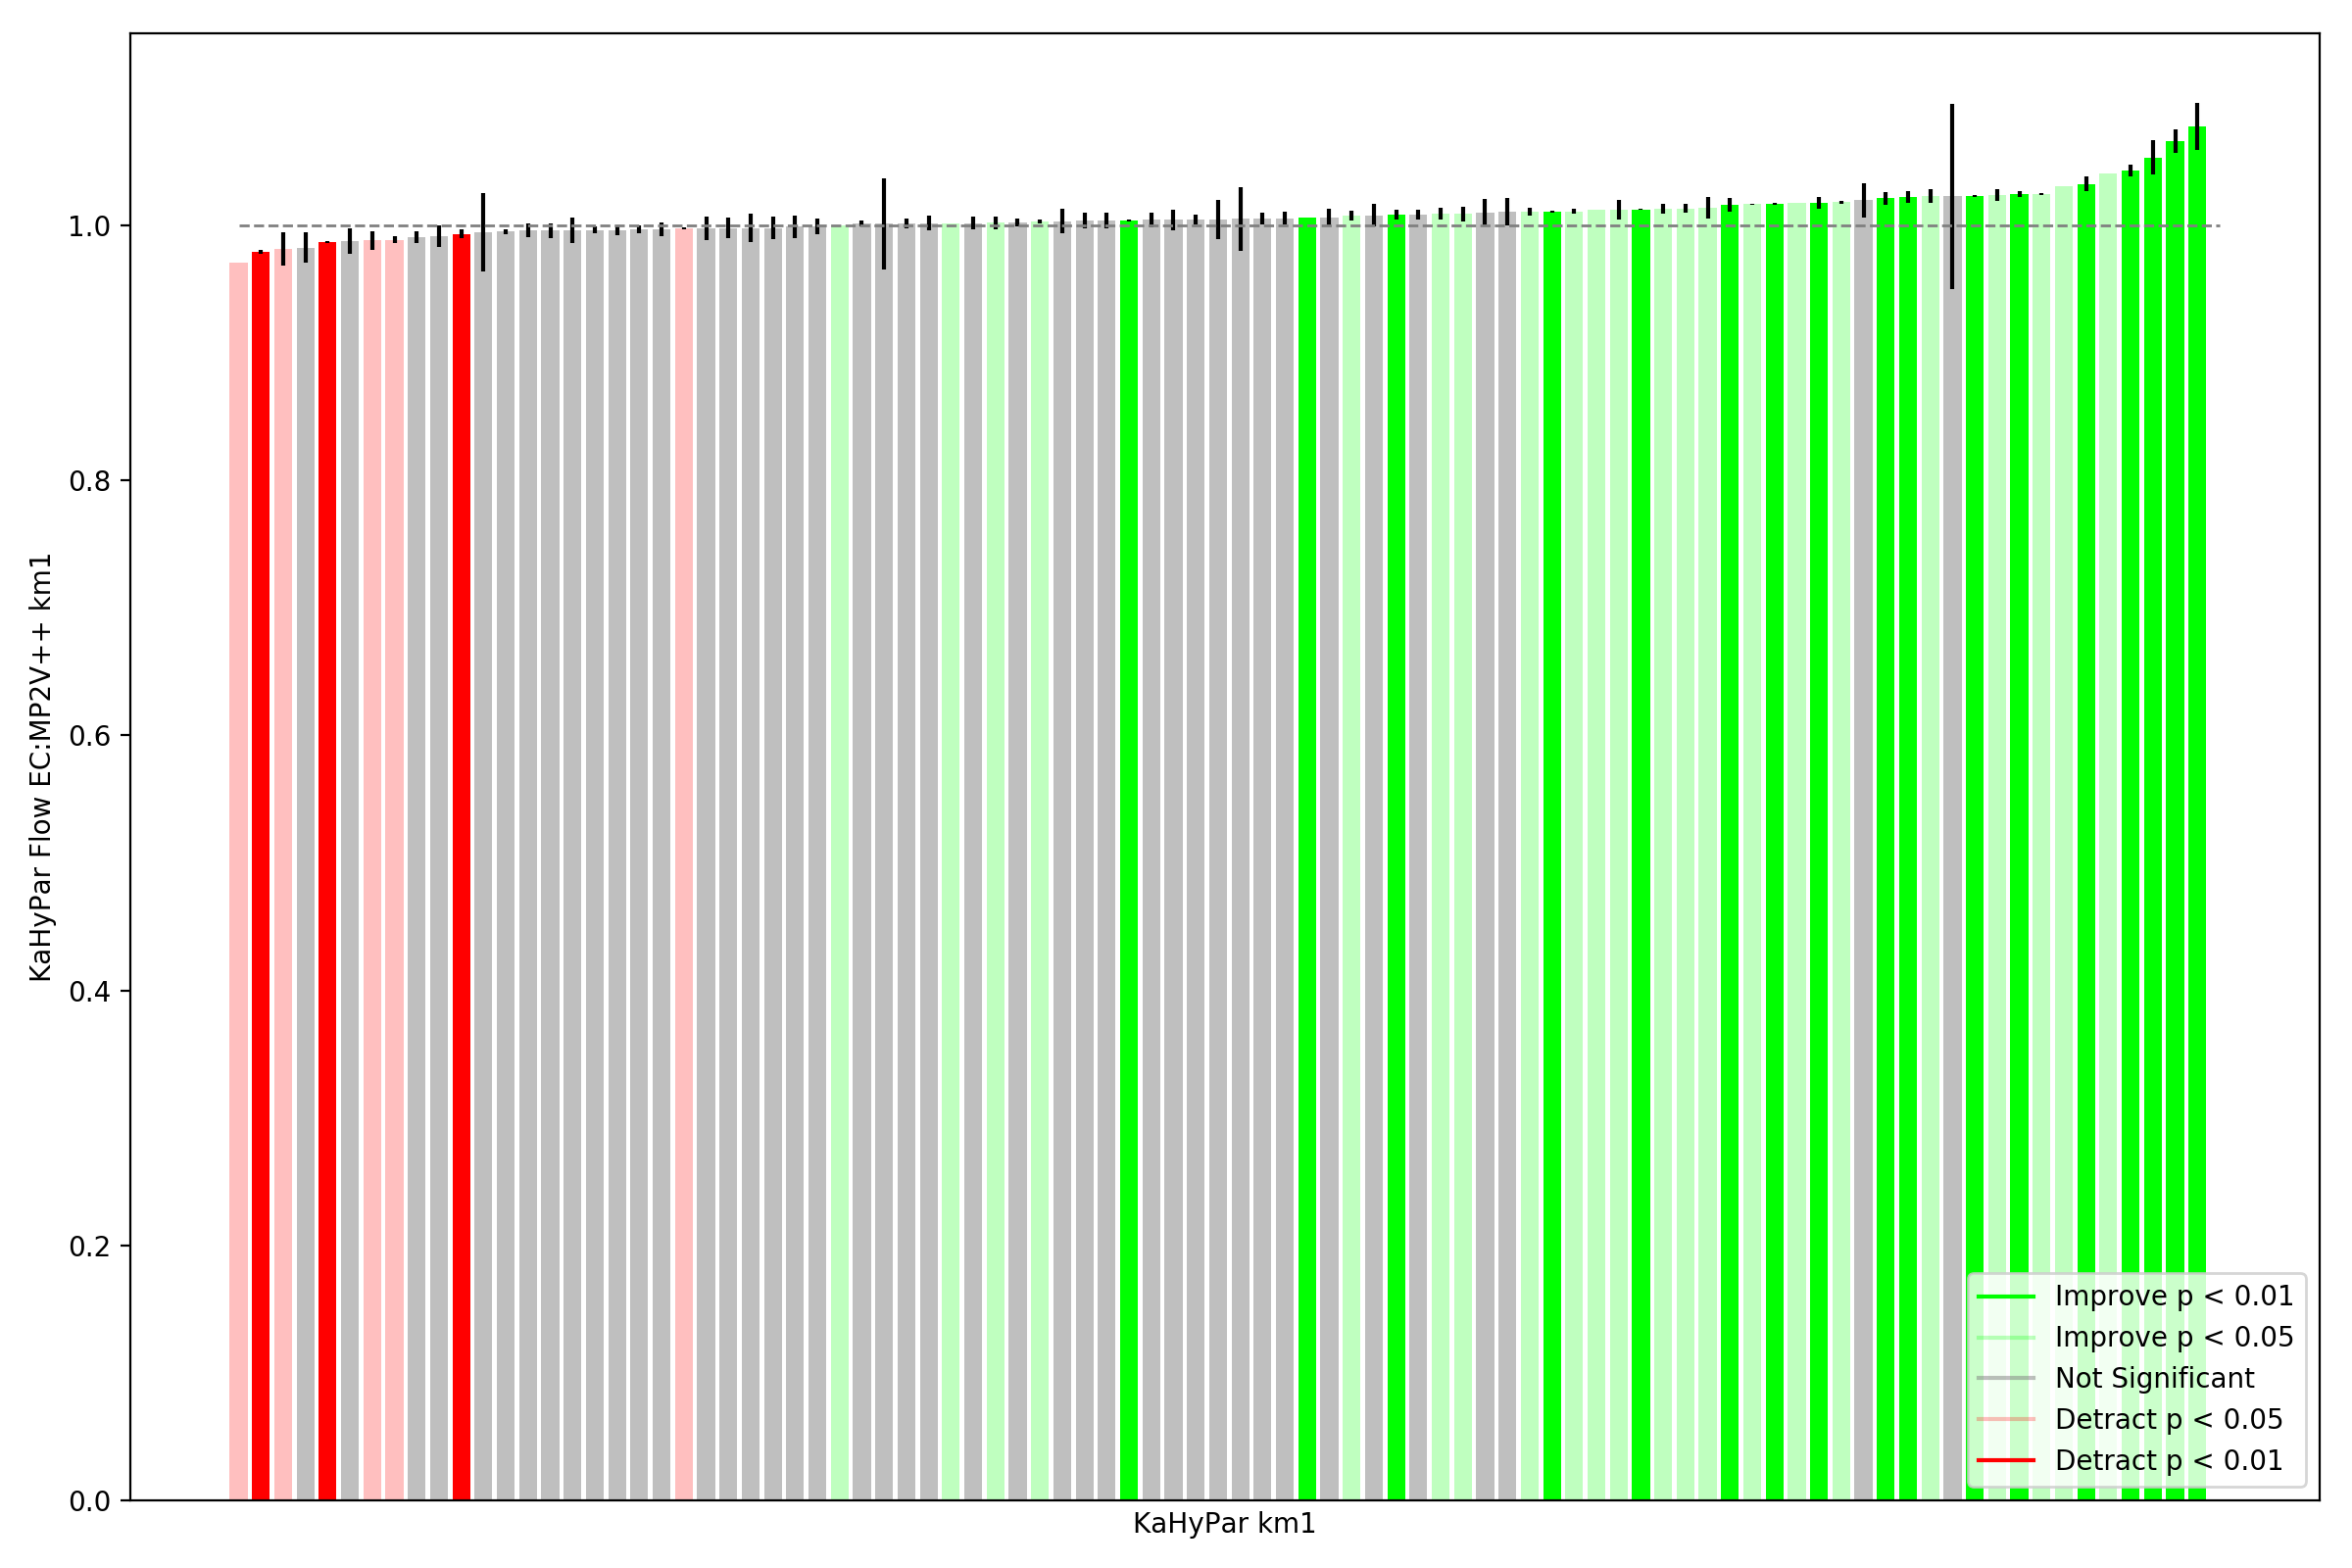 KaHyPar Flow EC:MP2V++ km1
1.0
0.8
0.6
0.4
0.2
0.0
Improve p < 0.01
Improve p < 0.05
Not Significant
Detract p < 0.05
Detract p < 0.01
KaHyPar km1